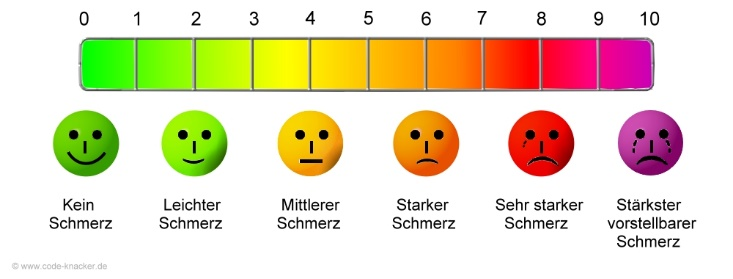 0 1 2 3 4 5 6 7 8 9 10
Kein
Schmerz
Leichter
Schmerz
Mittlerer
Schmerz
Starker
Schmerz
Sehr starker
Schmerz
Stärkster
vorstellbarer
Schmerz
© www.code-knacker.de